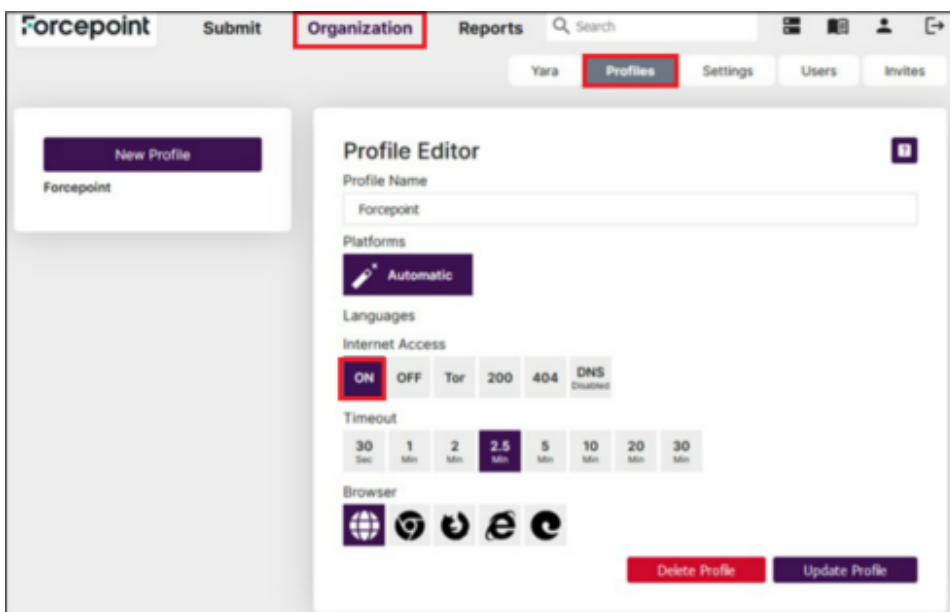 Forcepoint Submit Organization Reports Search
Yara Profiles Settings Users Invites
New Profile
Forcepoint
Profile Editor
?
Profile Name
Forcepoint
Platforms
Automatic
Languages
Internet Access
ON OFF Tor 200 404 DNS
Disabled
Timeout
30 1 2 2.5 5 10 20 30
Sec Min Min Min Min Min Min Min
Browser
Delete Profile Update Profile